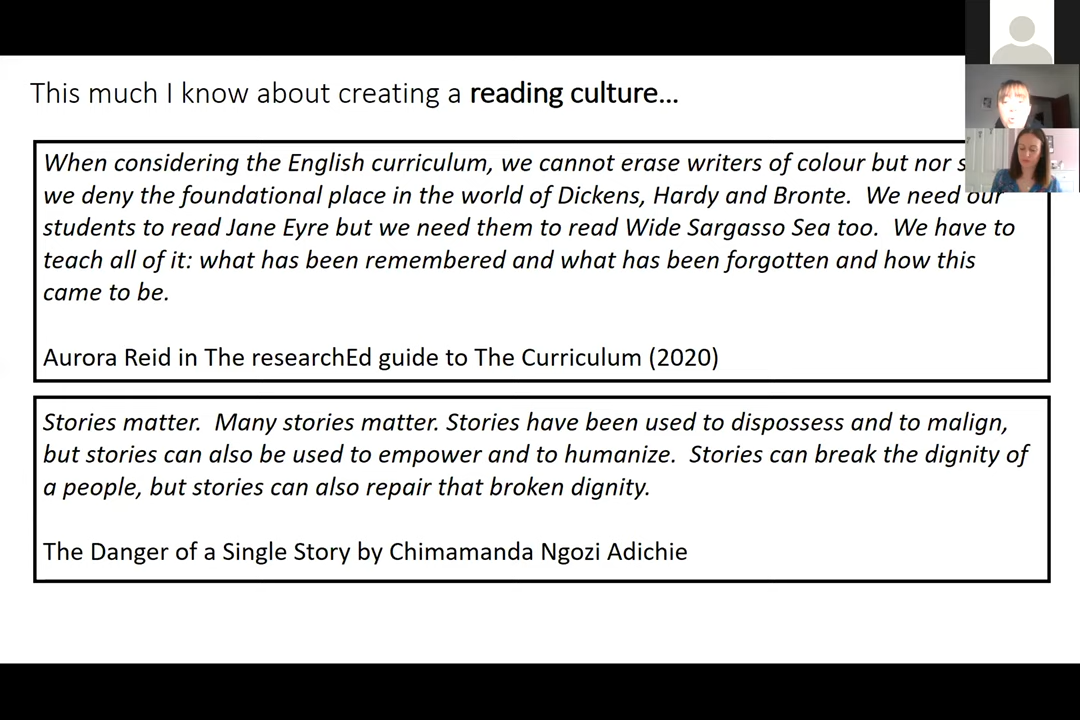 This much I know about creating a reading culture...
When considering the English curriculum, we cannot erase writers of colour but nor
we deny the foundational place in the world of Dickens, Hardy and Bronte.  We need our
students to read Jane Eyre but we need them to read Wide Sargasso Sea too.  We have to
teach all of it: what has been remembered and what has been forgotten and how this
came to be.
Aurora Reid in The researchEd guide to The Curriculum (2020)
Stories matter.  Many stories matter. Stories have been used to dispossess and to malign,
but stories can also be used to empower and to humanize.  Stories can break the dignity of
a people, but stories can also repair that broken dignity.
The Danger of a Single Story by Chimamanda Ngozi Adichie